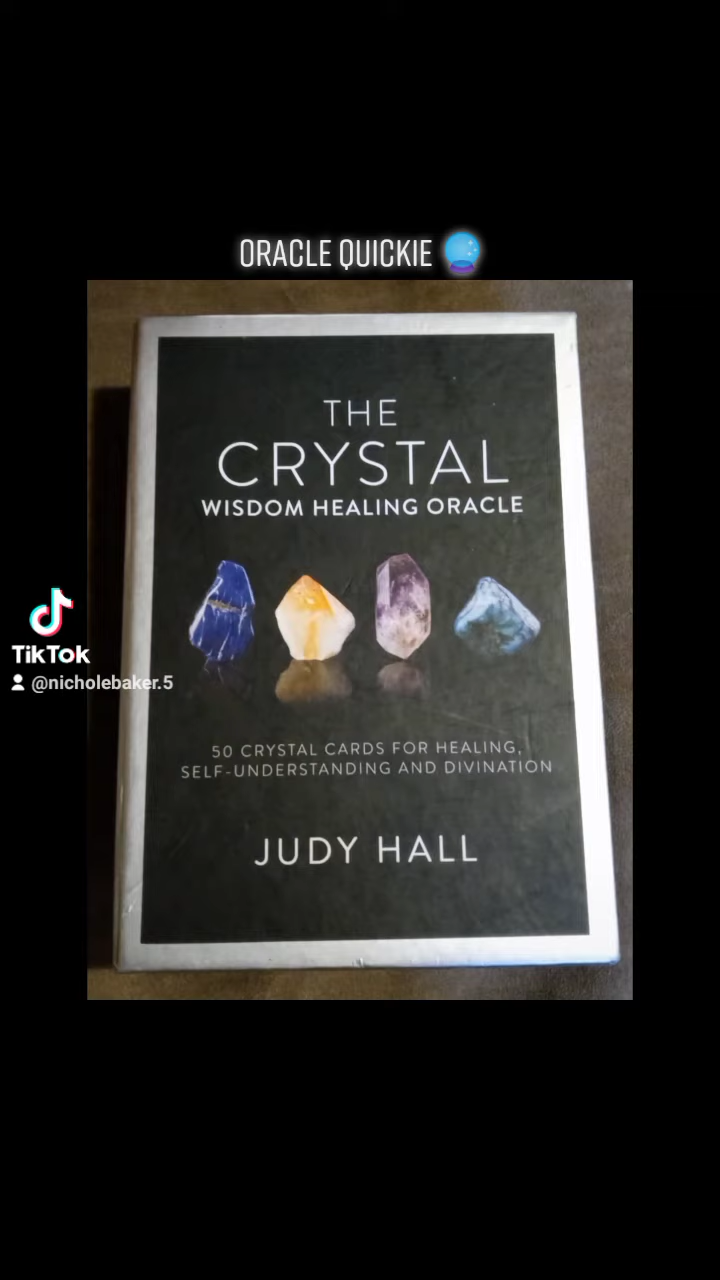 ORACLE QUICKIE 🔮
THE
CRYSTAL
WISDOM HEALING ORACLE
TikTok
@nicholebaker.5
50 CRYSTAL CARDS FOR HEALING,
SELF-UNDERSTANDING AND DIVINATION
JUDY HALL